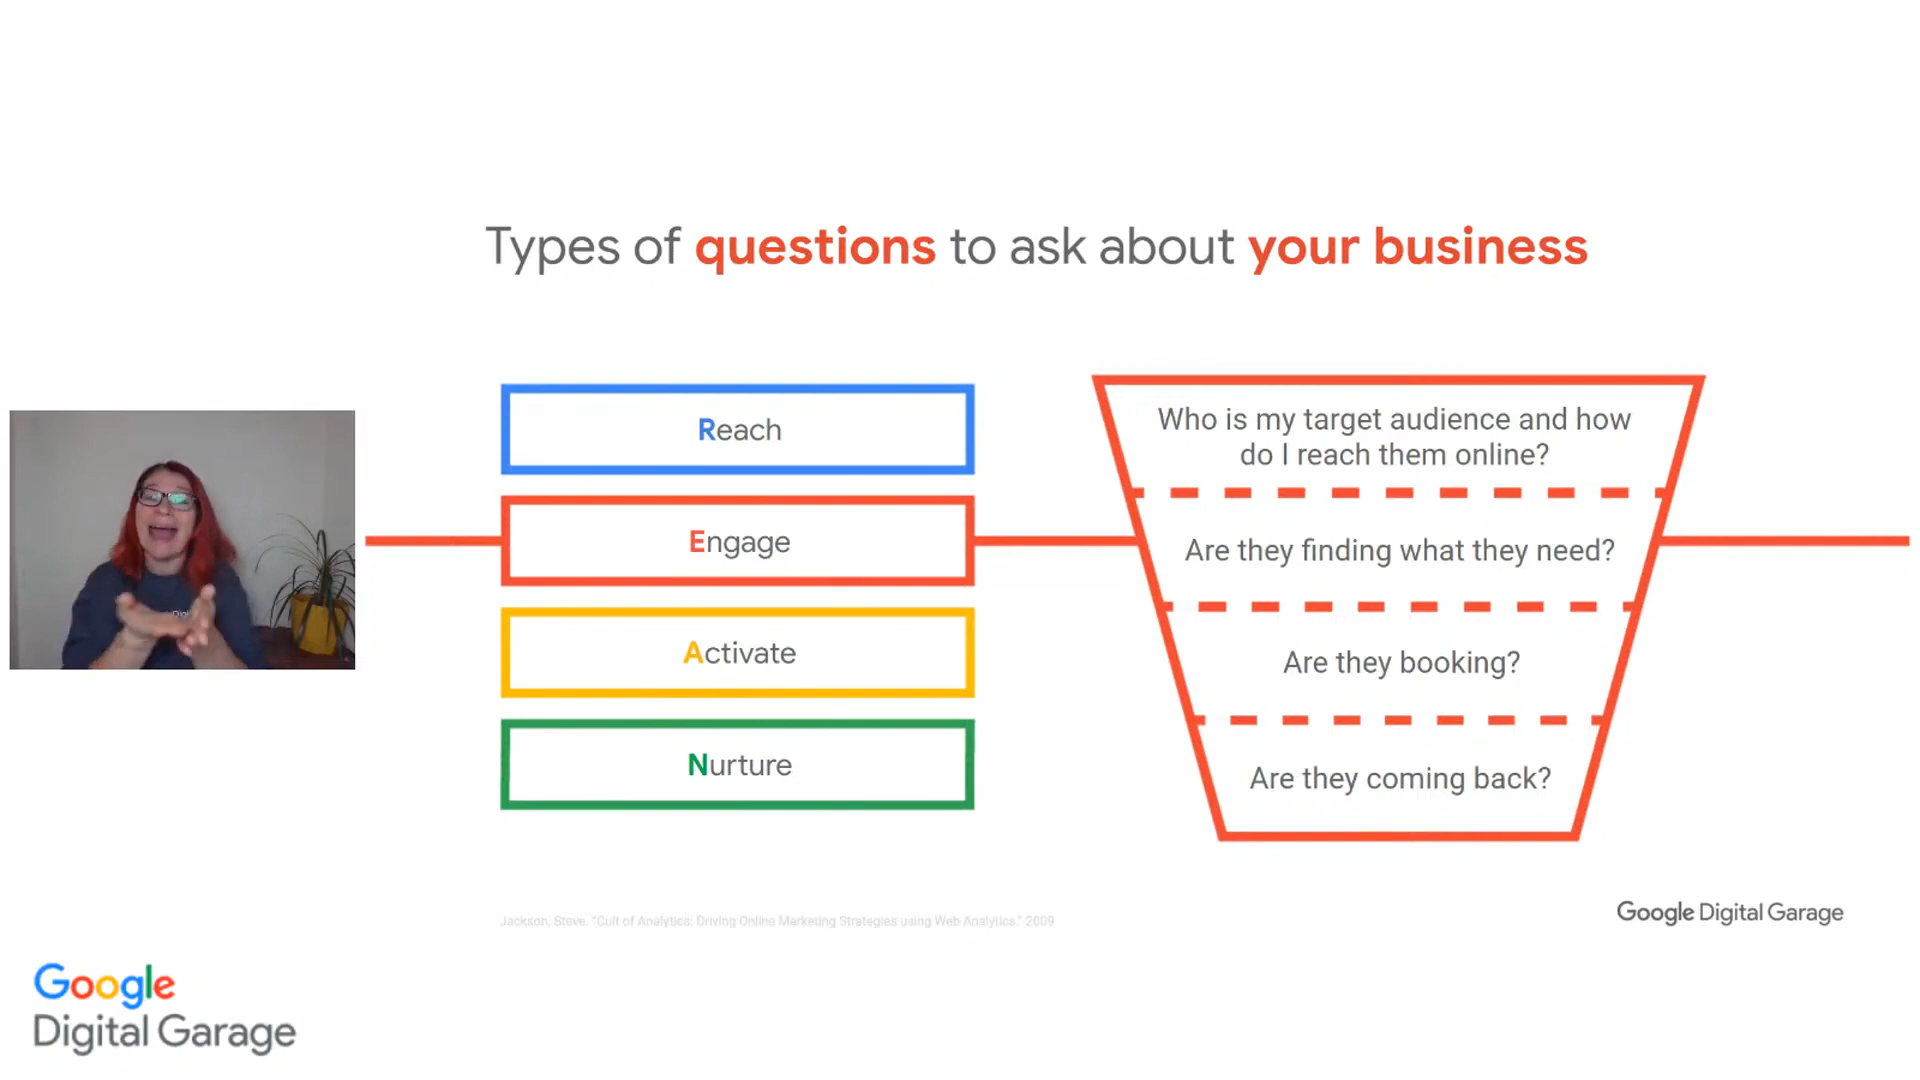 Types of questions to ask about your business
Reach
Engage
Activate
Nurture
Who is my target audience and how
do I reach them online?
Are they finding what they need?
Are they booking?
Are they coming back?
Jackson, Steve. "Cult of Analytics: Driving Online Marketing Strategies using Web Analytics." 2009
Google Digital Garage
Google
Digital Garage